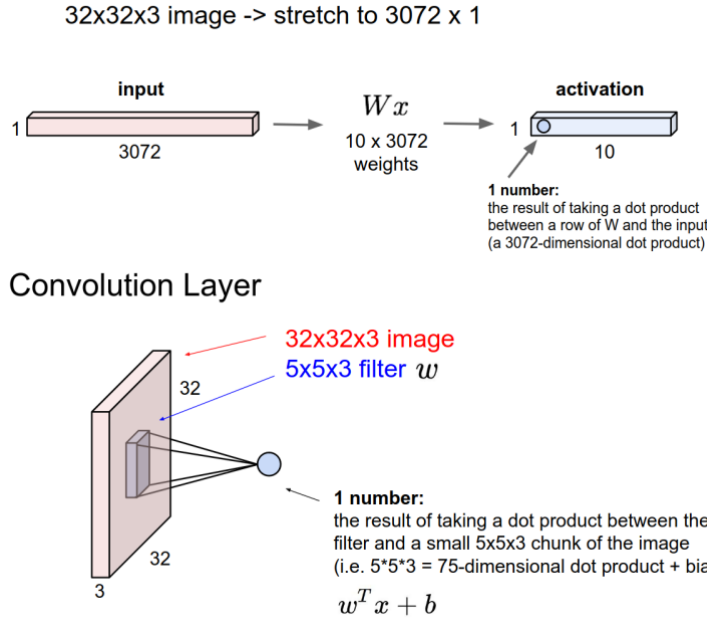 32x32x3 image -> stretch to 3072 x 1
input
activation
1
3072
Wx
10 x 3072
weights
1
10
1 number:
the result of taking a dot product
between a row of W and the input
(a 3072-dimensional dot product)
Convolution Layer
32x32x3 image
5x5x3 filter w
32
32
3
1 number:
the result of taking a dot product between the
filter and a small 5x5x3 chunk of the image
(i.e. 5*5*3 = 75-dimensional dot product + bia
w^T x + b